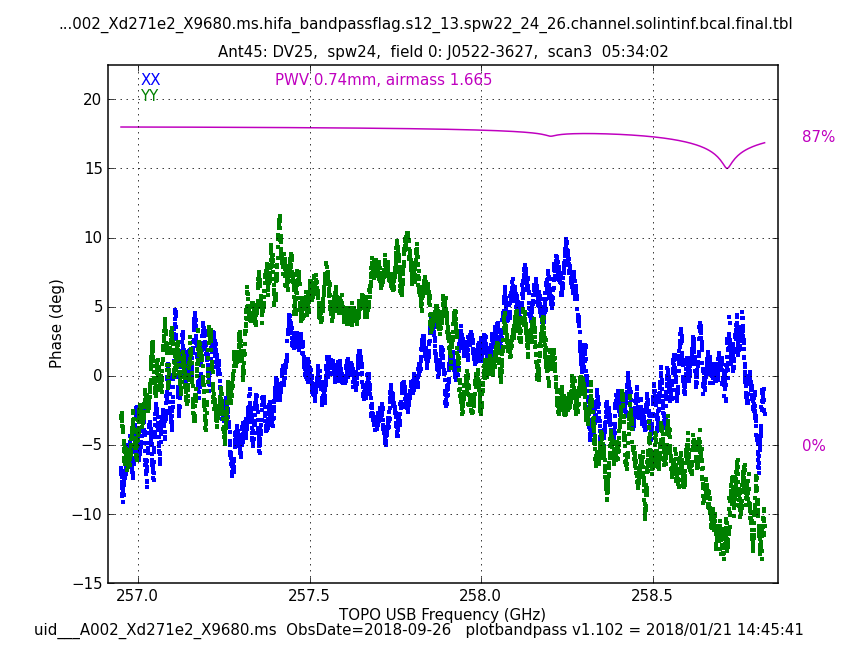 ...002_Xd271e2_X9680.ms.hifa_bandpassflag.s12_13.spw22_24_26.channel.solintinf.bcal.final.tbl
Ant45: DV25, spw24, field 0: J0522-3627, scan3 05:34:02
XX
PWV 0.74mm, airmass 1.665
YY
20
87%
15
10
5
Phase (deg)
0
−5
0%
−10
−15
257.0 257.5 258.0 258.5
TOPO USB Frequency (GHz)
uid___A002_Xd271e2_X9680.ms ObsDate=2018-09-26 plotbandpass v1.102 = 2018/01/21 14:45:41